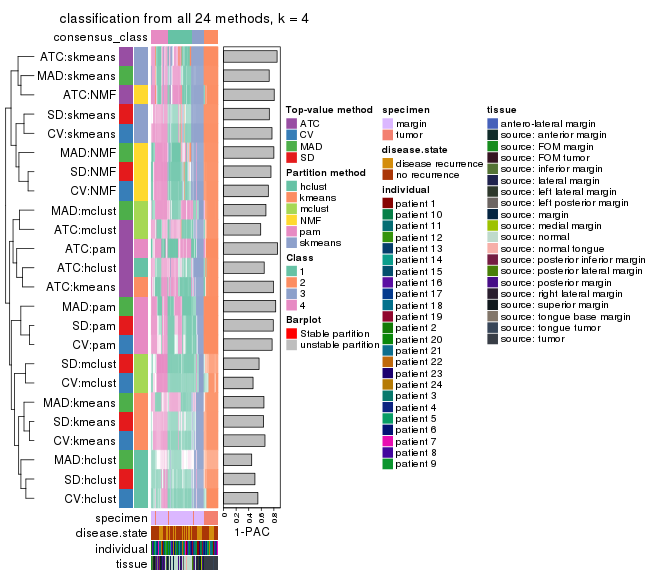 classification from all 24 methods, k = 4
consensus_class
ATC:skmeans
MAD:skmeans
ATC:NMF
SD:skmeans
CV:skmeans
MAD:NMF
SD:NMF
CV:NMF
MAD:mclust
ATC:mclust
ATC:pam
ATC:hclust
ATC:kmeans
MAD:pam
SD:pam
CV:pam
SD:mclust
CV:mclust
MAD:kmeans
SD:kmeans
CV:kmeans
MAD:hclust
SD:hclust
CV:hclust
specimen
disease.state
individual
tissue
0 0.2 0.4 0.6 0.8
1-PAC
Top-value method
ATC
CV
MAD
SD
Partition method
hclust
kmeans
mclust
NMF
pam
skmeans
Class
1
2
3
4
Barplot
Stable partition
Unstable partition
specimen
margin
tumor
disease.state
disease recurrence
no recurrence
individual
patient 1
patient 10
patient 11
patient 12
patient 13
patient 14
patient 15
patient 16
patient 17
patient 18
patient 19
patient 2
patient 20
patient 21
patient 22
patient 23
patient 24
patient 3
patient 4
patient 5
patient 6
patient 7
patient 8
patient 9
tissue
antero-lateral margin
source: anterior margin
source: FOM margin
source: FOM tumor
source: inferior margin
source: lateral margin
source: left lateral margin
source: left posterior margin
source: margin
source: medial margin
source: normal
source: normal tongue
source: posterior inferior margin
source: posterior lateral margin
source: posterior margin
source: right lateral margin
source: superior margin
source: tongue base margin
source: tongue tumor
source: tumor